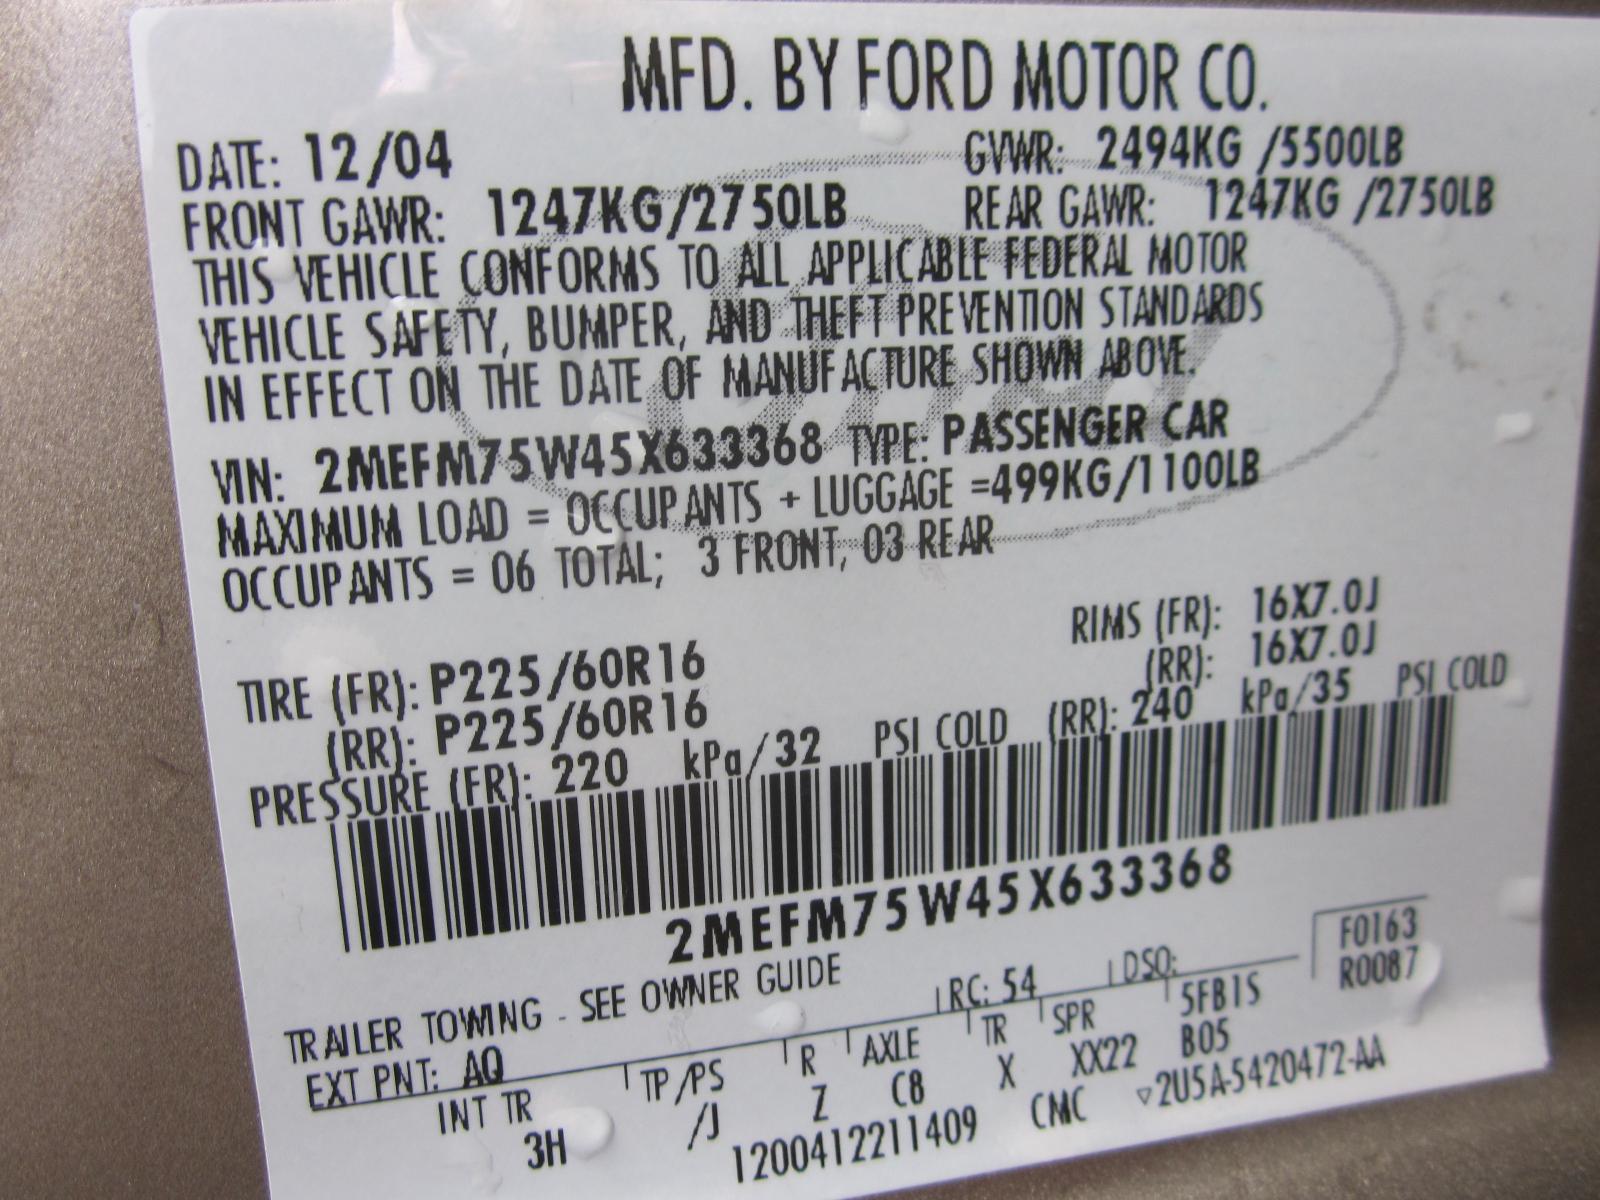 MFD. BY FORD MOTOR CO.
DATE: 12/04 GVWR: 2494KG /5500LB
FRONT GAWR: 1247KG/2750LB REAR GAWR: 1247KG /2750LB
THIS VEHICLE CONFORMS TO ALL APPLICABLE FEDERAL MOTOR
VEHICLE SAFETY, BUMPER, AND THEFT PREVENTION STANDARDS
IN EFFECT ON THE DATE OF MANUFACTURE SHOWN ABOVE.
VIN: 2MEFM75W45X633368 TYPE: PASSENGER CAR
MAXIMUM LOAD = OCCUPANTS + LUGGAGE =499KG/1100LB
OCCUPANTS = 06 TOTAL; 3 FRONT, 03 REAR
TIRE (FR): P225/60R16 RIMS (FR): 16X7.0J
(RR): P225/60R16 (RR): 16X7.0J
PRESSURE (FR): 220 kPa/32 PSI COLD (RR): 240 kPa/35 PSI COLD
2MEFM75W45X633368
TRAILER TOWING - SEE OWNER GUIDE
F0163
R0087
EXT PNT: AQ RC: 54 DSO:
INT TR TP/PS R AXLE TR SPR 5FB1S
3H /J Z C8 X XX22 B05
1200412211409 CMC ▽2U5A-5420472-AA